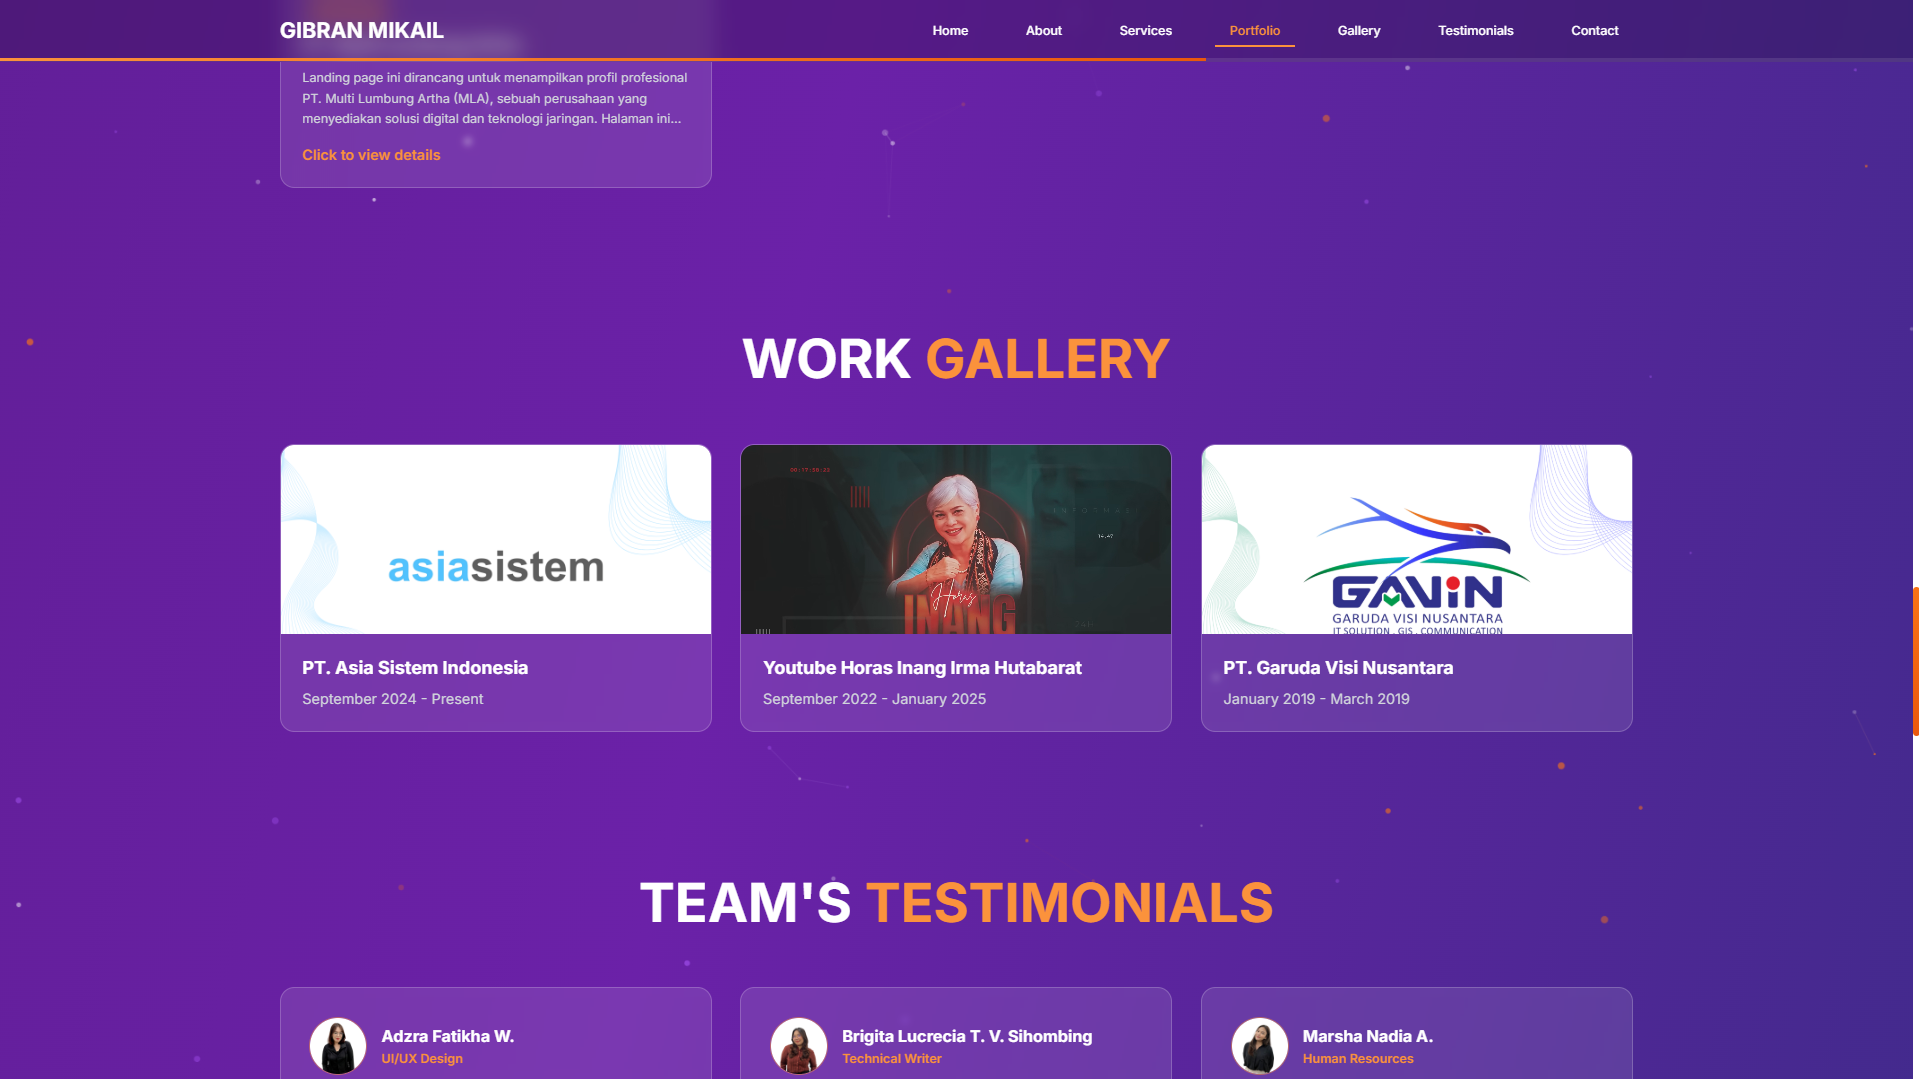 GIBRAN MIKAIL
Home
About
Services
Portfolio
Gallery
Testimonials
Contact
Landing page ini dirancang untuk menampilkan profil profesional
PT. Multi Lumbung Artha (MLA), sebuah perusahaan yang
menyediakan solusi digital dan teknologi jaringan. Halaman ini...
Click to view details
WORK GALLERY
asiasistem
PT. Asia Sistem Indonesia
September 2024 - Present
Horas
INANG
Youtube Horas Inang Irma Hutabarat
September 2022 - January 2025
GAVIN
GARUDA VISI NUSANTARA
IT SOLUTION . GIS . COMMUNICATION
PT. Garuda Visi Nusantara
January 2019 - March 2019
TEAM'S TESTIMONIALS
Adzra Fatikha W.
UI/UX Design
Brigita Lucrecia T. V. Sihombing
Technical Writer
Marsha Nadia A.
Human Resources